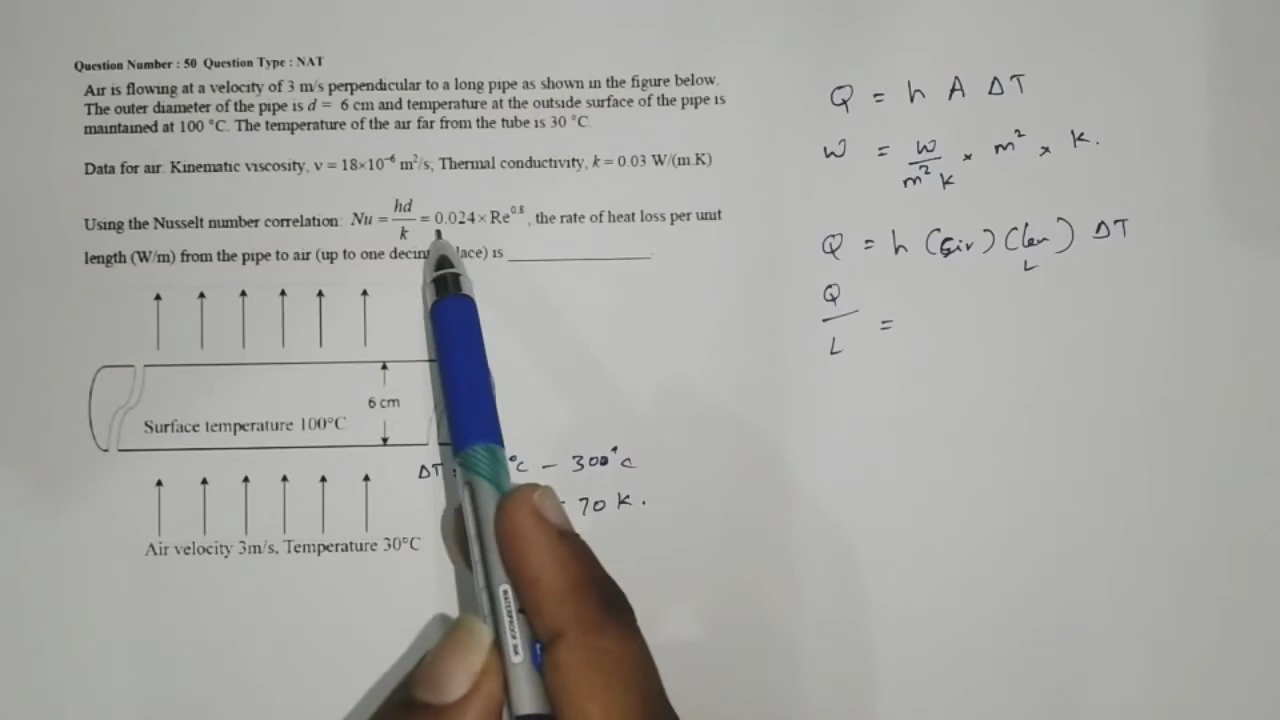 Question Number : 50 Question Type : NAT
Air is flowing at a velocity of 3 m/s perpendicular to a long pipe as shown in the figure below.
The outer diameter of the pipe is d = 6 cm and temperature at the outside surface of the pipe is
maintained at 100 °C. The temperature of the air far from the tube is 30 °C.
Data for air: Kinematic viscosity, ν = 18×10⁻⁶ m²/s; Thermal conductivity, k = 0.03 W/(m.K)
Using the Nusselt number correlation: Nu = hd/k = 0.024×Re^0.8, the rate of heat loss per unit
length (W/m) from the pipe to air (up to one is
6 cm
Surface temperature 100°C
Air velocity 3m/s, Temperature 30°C
ΔT : °C – 300°C
70 K.
Q = h A ΔT
W = W/m² K × m² × K.
Q = h (Cir) (len) ΔT
L
Q/L =